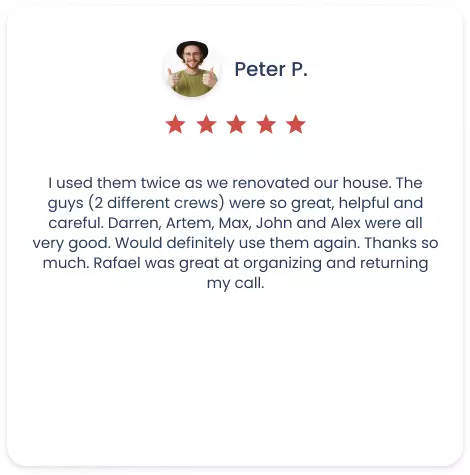 Peter P.
I used them twice as we renovated our house. The
guys (2 different crews) were so great, helpful and
careful. Darren, Artem, Max, John and Alex were all
very good. Would definitely use them again. Thanks so
much. Rafael was great at organizing and returning
my call.